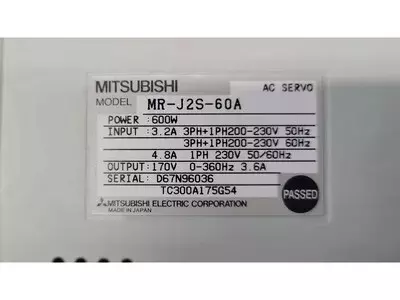 MITSUBISHI AC SERVO
MODEL MR-J2S-60A
POWER :600W
INPUT :3.2A 3PH+1PH200-230V 50Hz
3PH+1PH200-230V 60Hz
4.8A 1PH 230V 50/60Hz
OUTPUT:170V 0-360Hz 3.6A
SERIAL: D67N96036
TC300A175G54
PASSED
MITSUBISHI ELECTRIC CORPORATION
MADE IN JAPAN